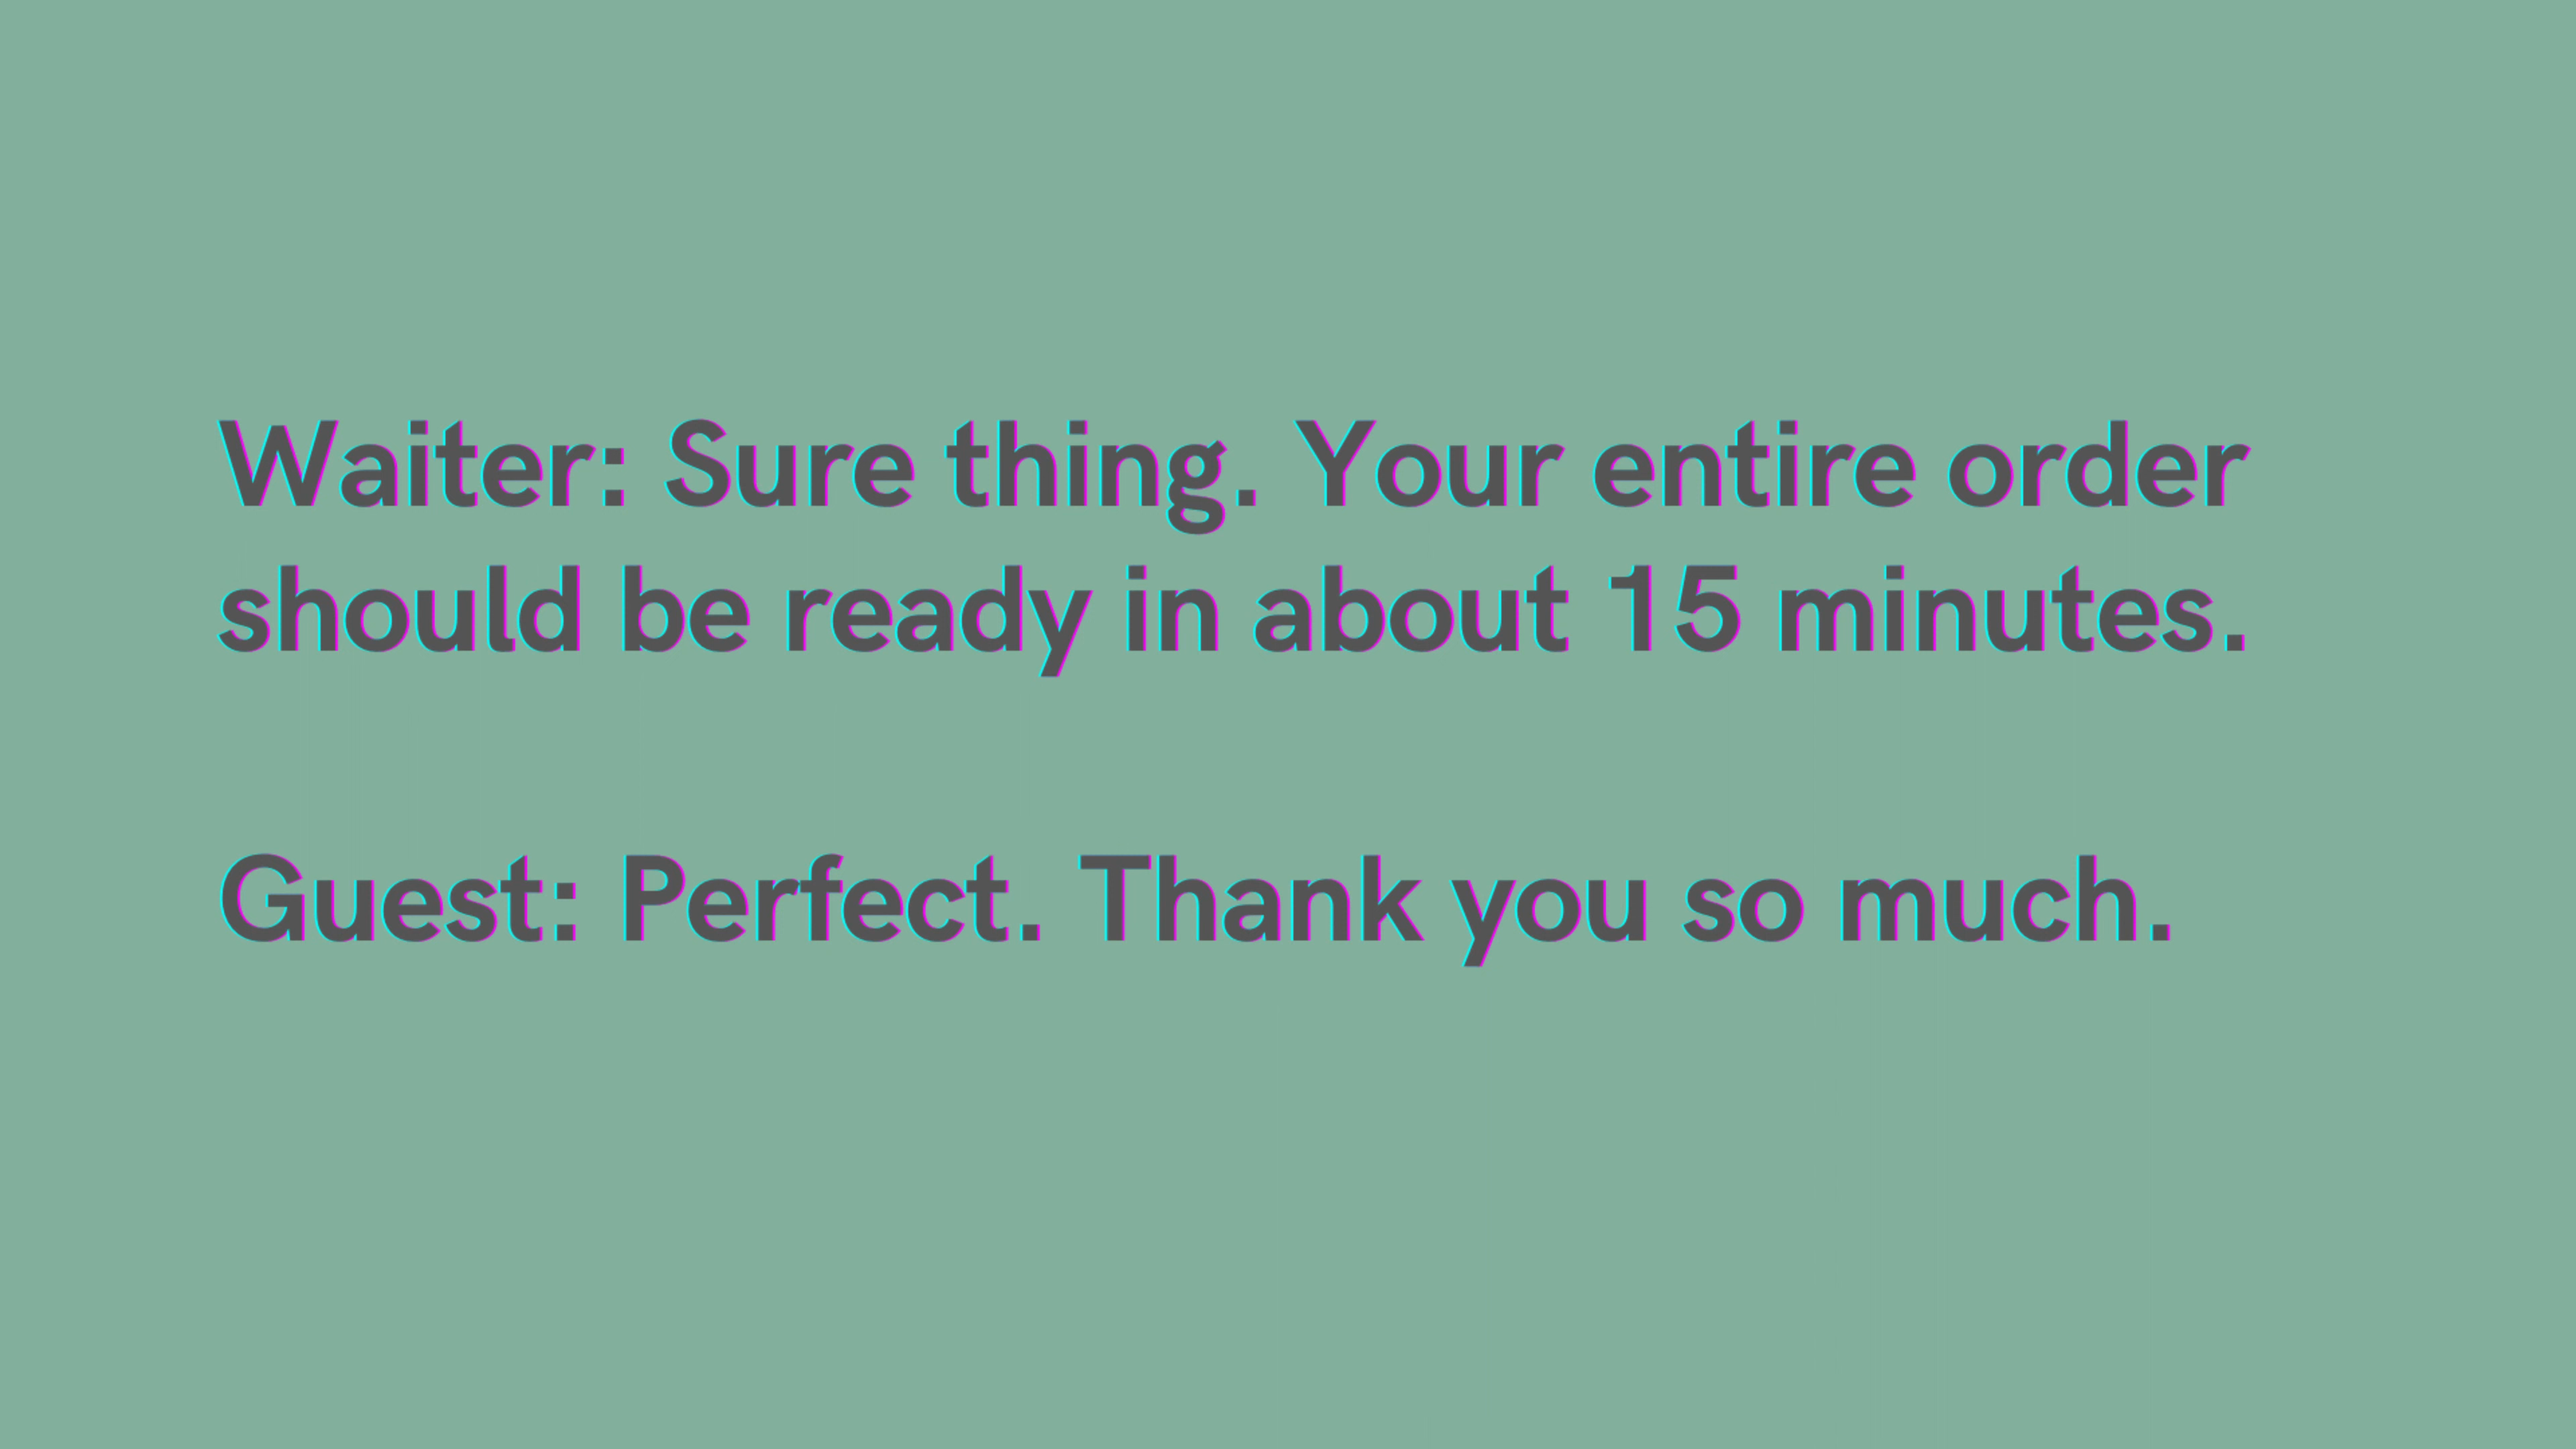 Waiter: Sure thing. Your entire order
should be ready in about 15 minutes.
Guest: Perfect. Thank you so much.